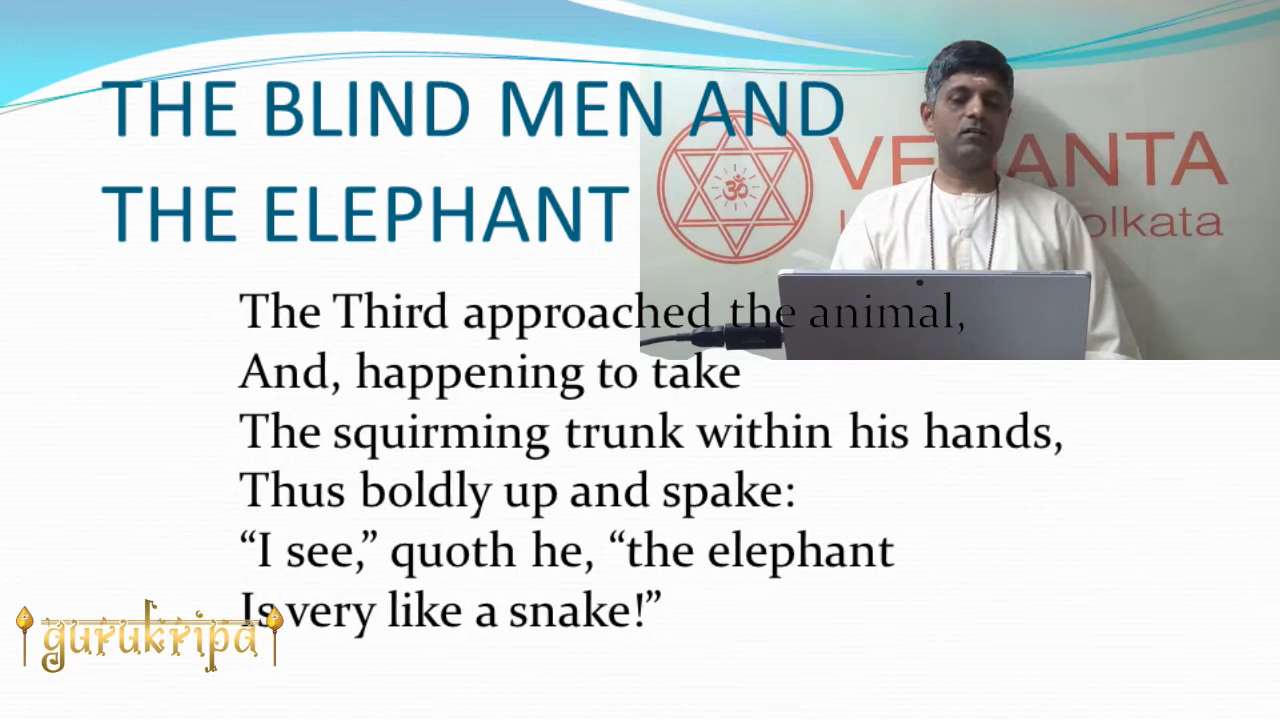 THE BLIND MEN AND
THE ELEPHANT
ॐ
VEDANTA
olkata
The Third approached the animal,
And, happening to take
The squirming trunk within his hands,
Thus boldly up and spake:
“I see,” quoth he, “the elephant
Is very like a snake!”
gurukripa